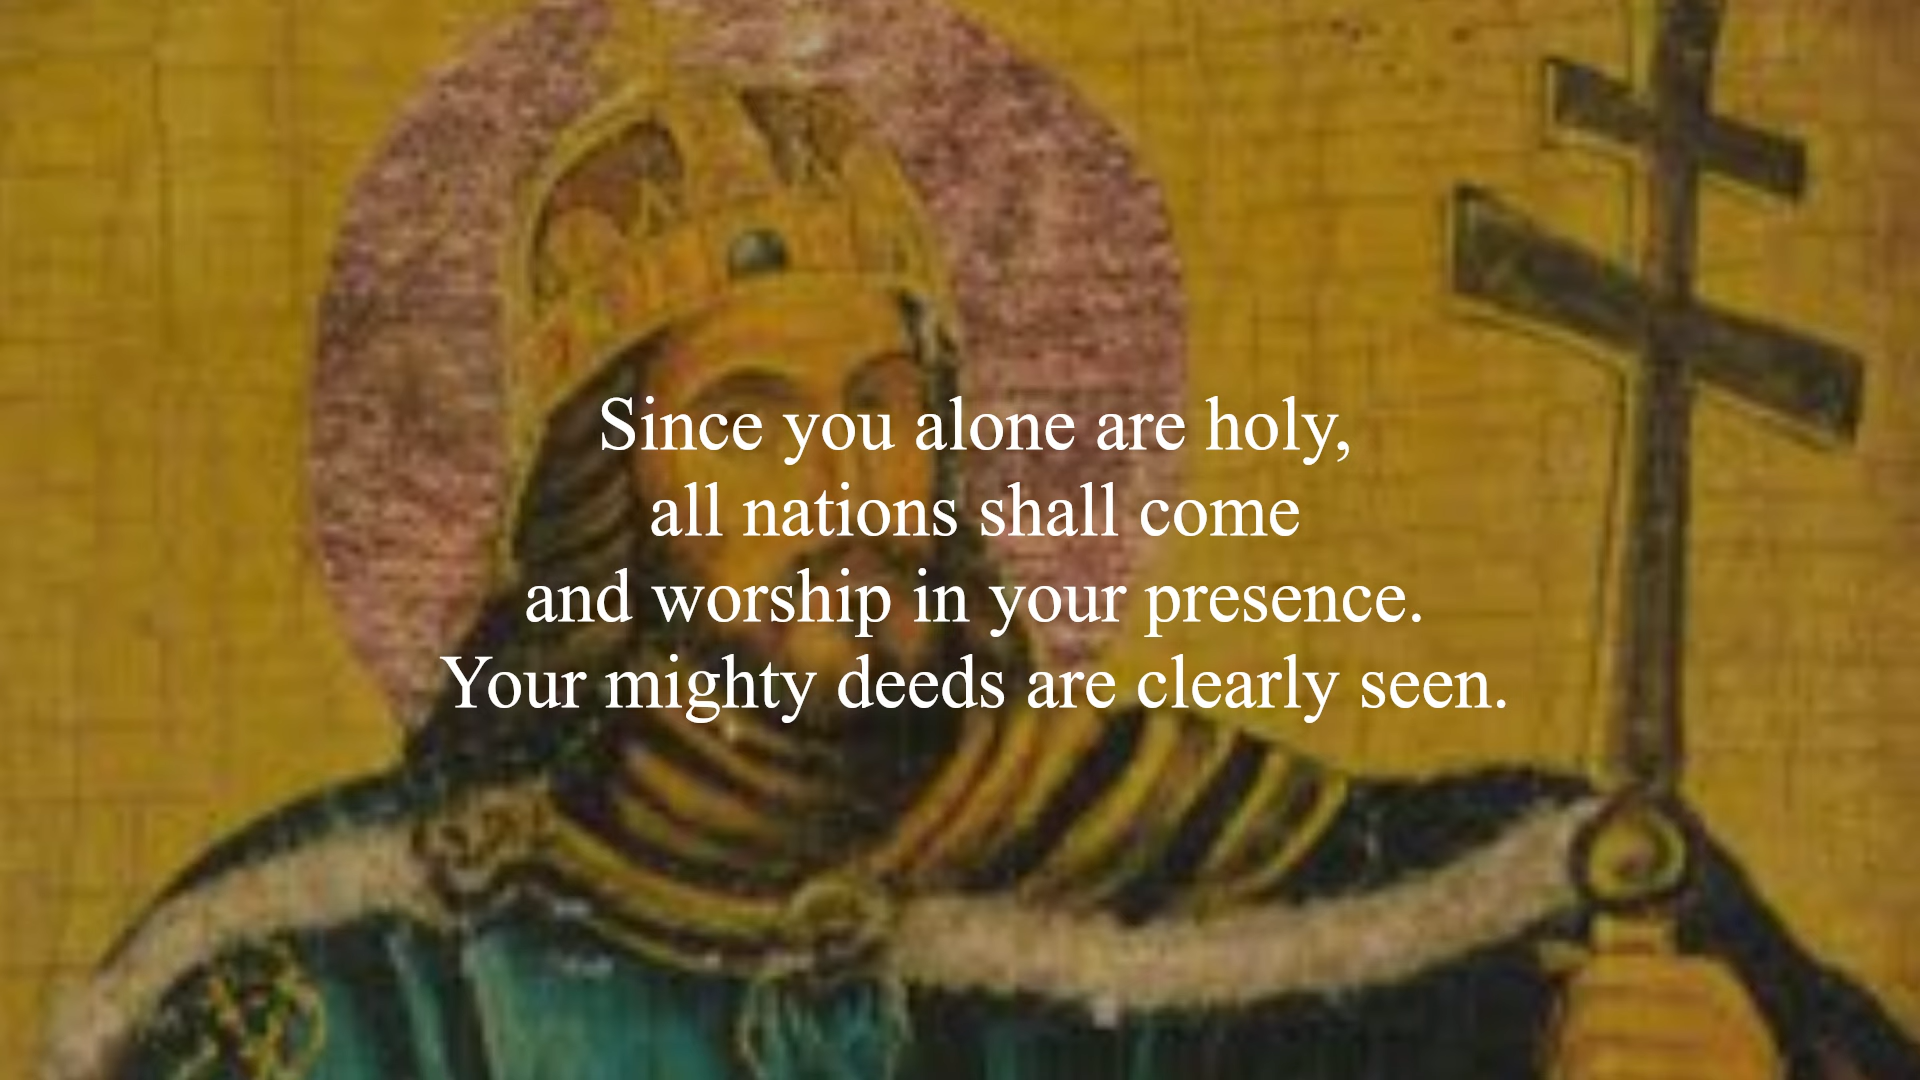 Since you alone are holy,
all nations shall come
and worship in your presence.
Your mighty deeds are clearly seen.